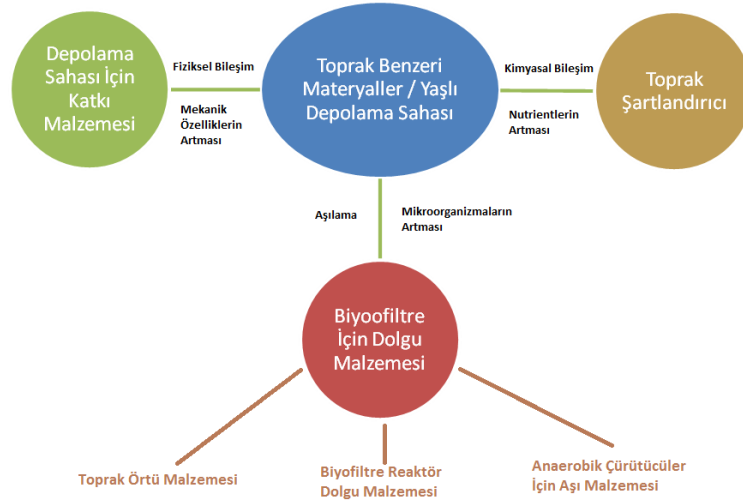 Depolama
Sahası İçin
Katkı
Malzemesi
Fiziksel Bileşim
Mekanik
Özelliklerin
Artması
Toprak Benzeri
Materyaller / Yaşlı
Depolama Sahası
Kimyasal Bileşim
Nutrientlerin
Artması
Toprak
Şartlandırıcı
Aşılama
Mikroorganizmaların
Artması
Biyoofiltre
İçin Dolgu
Malzemesi
Toprak Örtü Malzemesi
Biyofiltre Reaktör
Dolgu Malzemesi
Anaerobik Çürütücüler
İçin Aşı Malzemesi